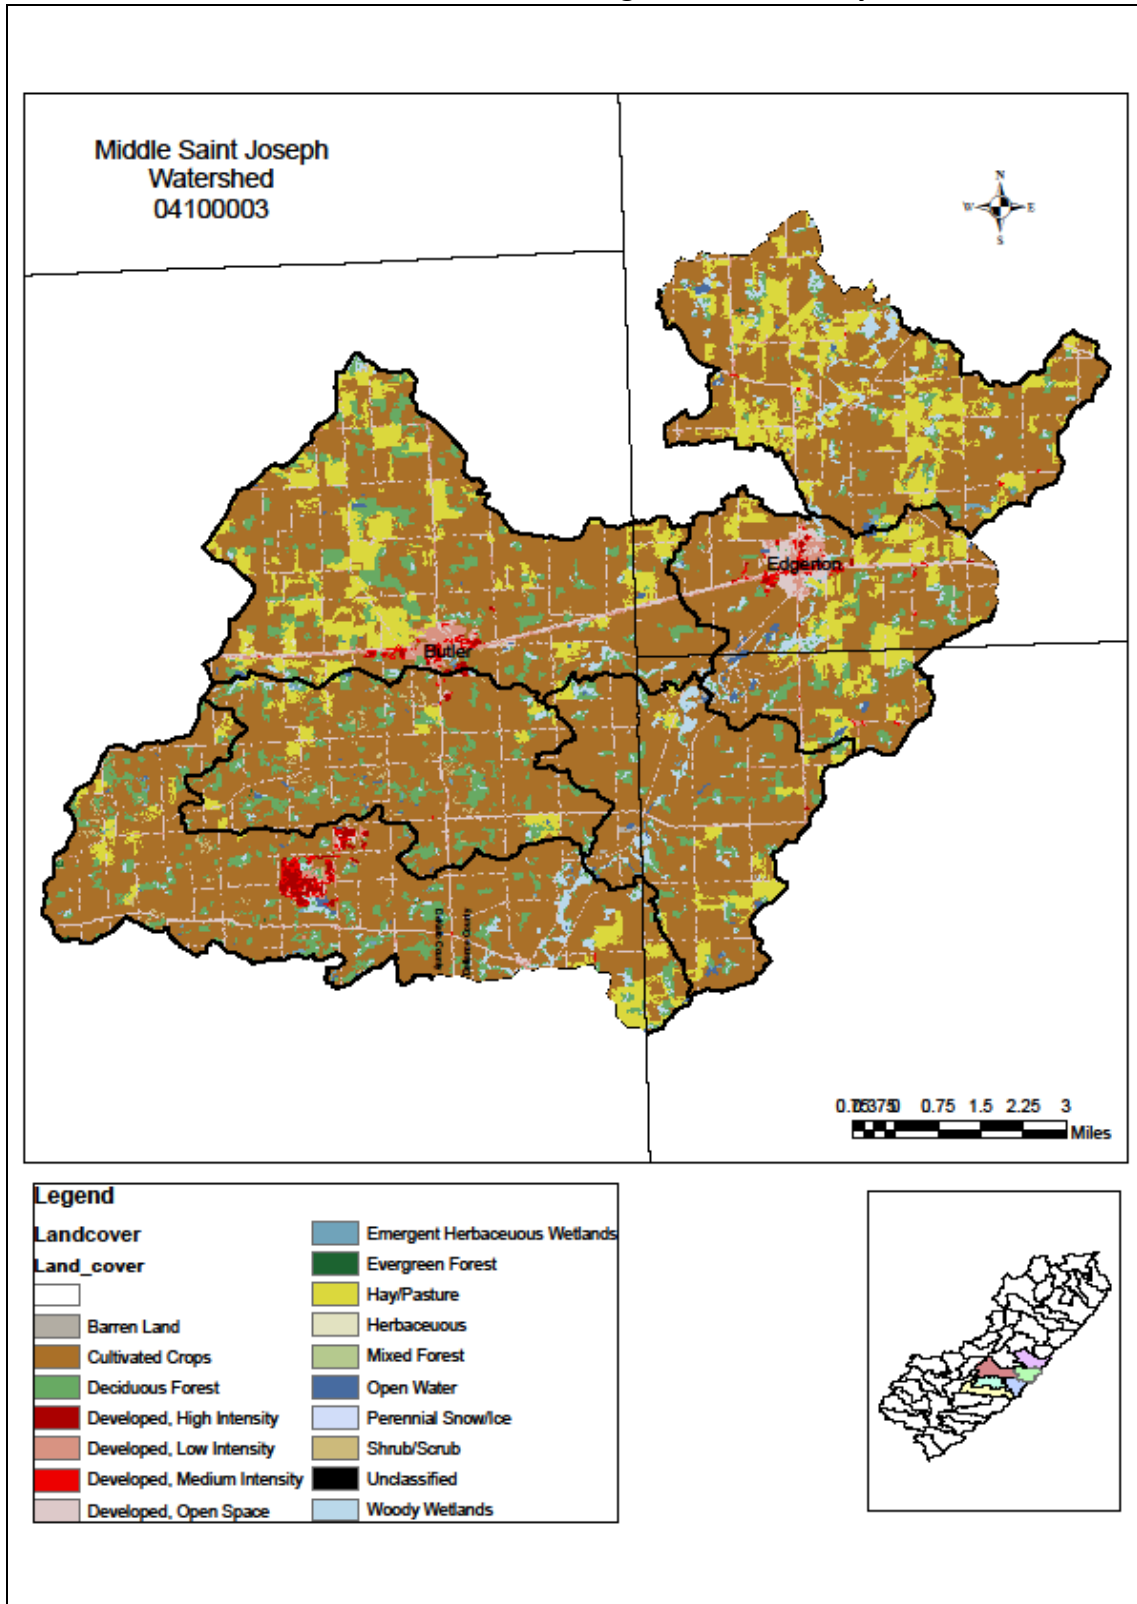 Middle Saint Joseph
Watershed
04100003
N
W
E
S
Edgerton
Butler
0.75 1.5 2.25 3
Miles
Legend
Landcover
Land_cover
Barren Land
Cultivated Crops
Deciduous Forest
Developed, High Intensity
Developed, Low Intensity
Developed, Medium Intensity
Developed, Open Space
Emergent Herbaceuous Wetlands
Evergreen Forest
Hay/Pasture
Herbaceuous
Mixed Forest
Open Water
Perennial Snow/Ice
Shrub/Scrub
Unclassified
Woody Wetlands